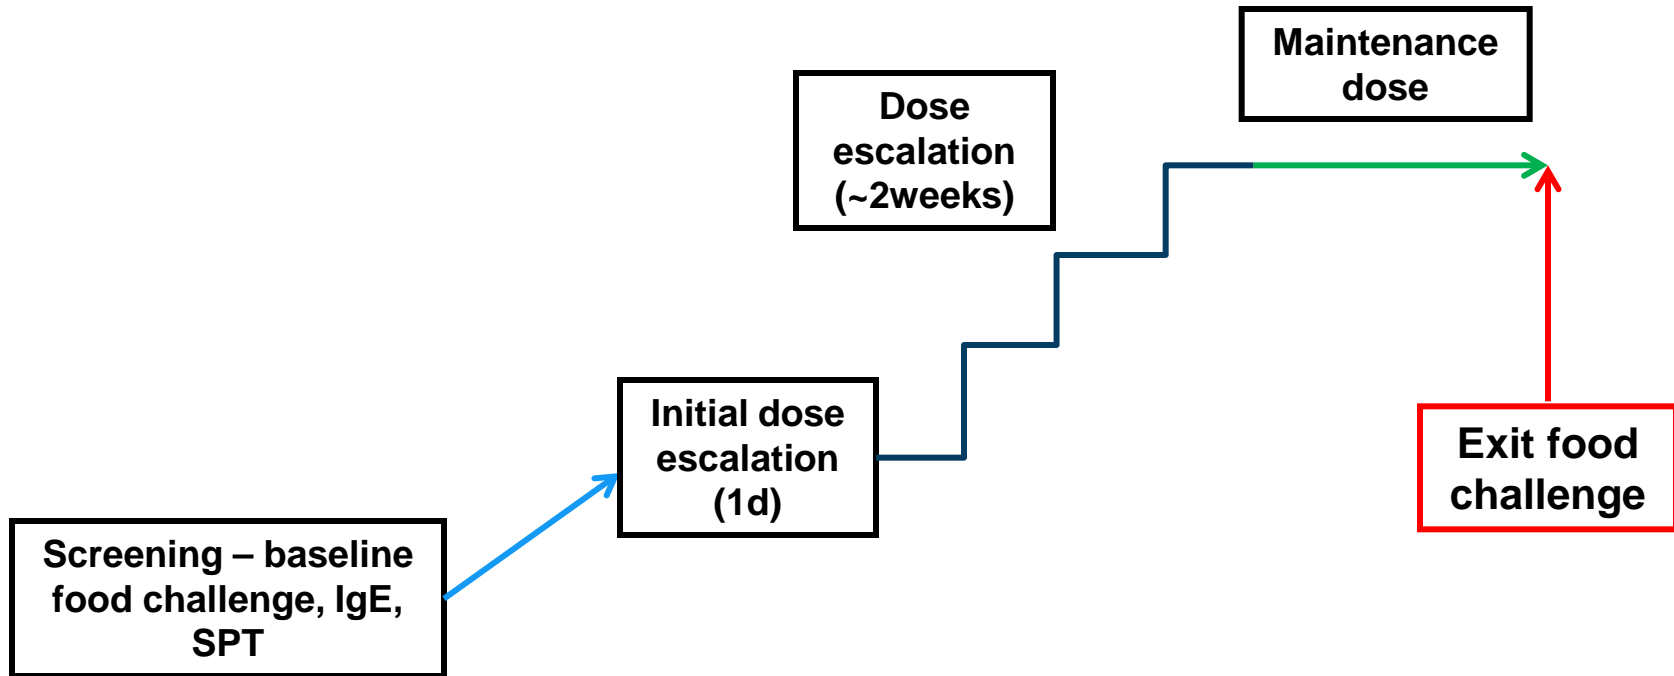 Maintenance
dose
Dose
escalation
(~2weeks)
Initial dose
escalation
(1d)
Exit food
challenge
Screening – baseline
food challenge, IgE,
SPT